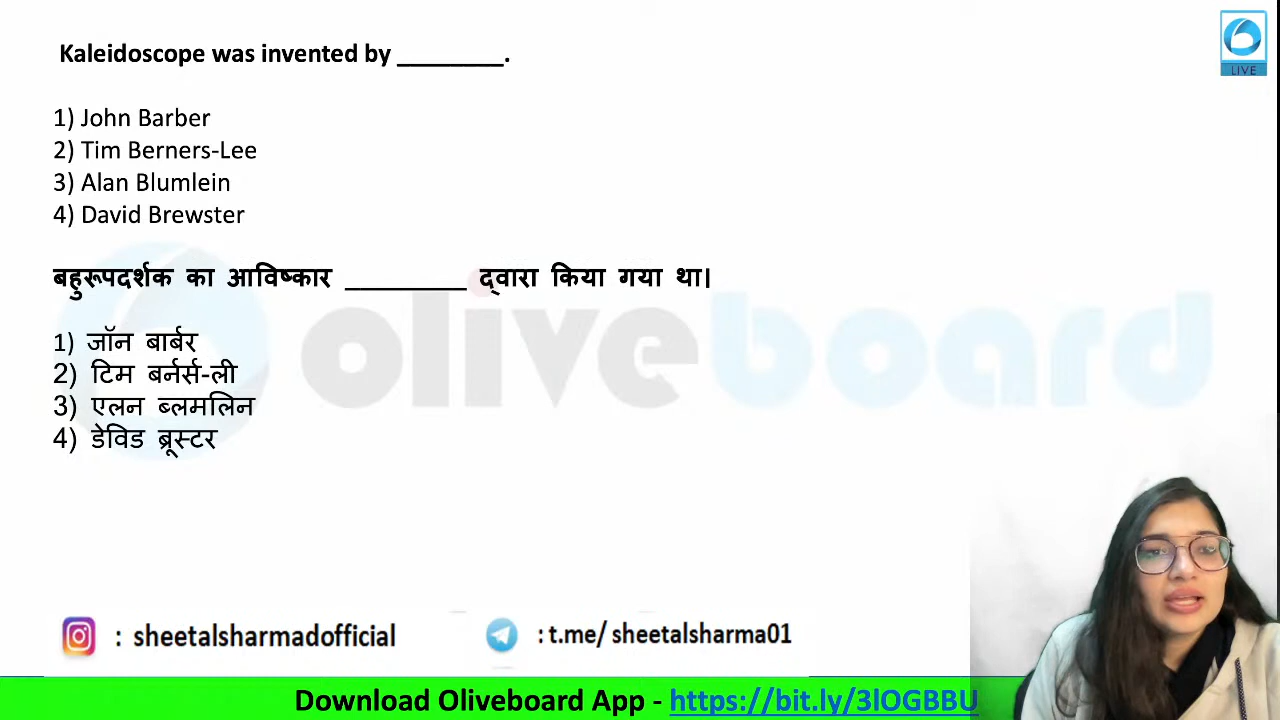 Kaleidoscope was invented by ________.
LIVE
1) John Barber
2) Tim Berners-Lee
3) Alan Blumlein
4) David Brewster
बहुरूपदर्शक का आविष्कार _________ द्वारा किया गया था।
oliveboard
1) जॉन बार्बर
2) टिम बर्नर्स-ली
3) एलन ब्लमलिन
4) डेविड ब्रूस्टर
: sheetalsharmadofficial
: t.me/ sheetalsharma01
Download Oliveboard App - https://bit.ly/3lOGBBU